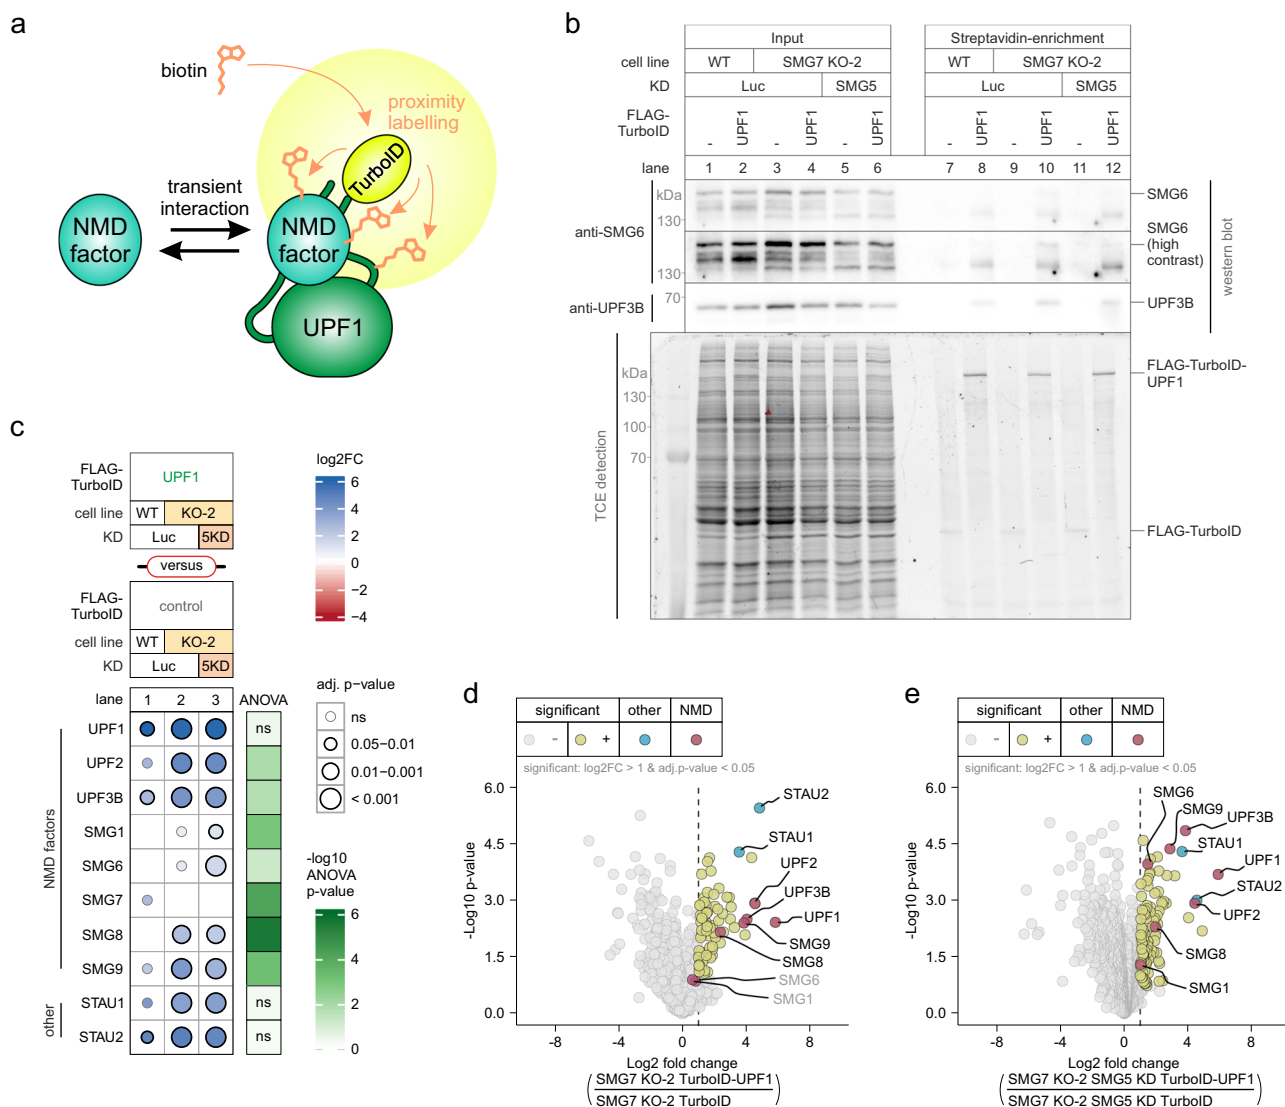 a
biotin
proximity
labelling
TurboID
transient
interaction
NMD
factor
NMD
factor
UPF1
b
Input
Streptavidin-enrichment
cell line
WT
SMG7 KO-2
WT
SMG7 KO-2
KD
Luc
SMG5
Luc
SMG5
FLAG-
TurboID
- UPF1 - UPF1 - UPF1 - UPF1 - UPF1 - UPF1
lane 1 2 3 4 5 6 7 8 9 10 11 12
kDa
130
anti-SMG6
SMG6
SMG6
(high
contrast)
130
70
anti-UPF3B
UPF3B
western blot
kDa
130
100
70
TCE detection
FLAG-TurboID-
UPF1
FLAG-TurboID
c
FLAG-
TurboID
UPF1
cell line WT KO-2
KD Luc 5KD
versus
FLAG-
TurboID
control
cell line WT KO-2
KD Luc 5KD
lane 1 2 3 ANOVA
NMD factors
UPF1 ns
UPF2
UPF3B
SMG1
SMG6
SMG7
SMG8
SMG9
other
STAU1 ns
STAU2 ns
log2FC
6
4
2
0
−2
−4
adj. p-value
ns
0.05−0.01
0.01−0.001
< 0.001
-log10
ANOVA
p-value
6
4
2
0
d
significant other NMD
- +
significant: log2FC > 1 & adj.p-value < 0.05
-Log10 p-value
6.0
4.5
3.0
1.5
0.0
STAU2
STAU1
UPF2
UPF3B
UPF1
SMG9
SMG8
SMG6
SMG1
-8 -4 0 4 8
Log2 fold change
SMG7 KO-2 TurboID-UPF1
SMG7 KO-2 TurboID
e
significant other NMD
- +
significant: log2FC > 1 & adj.p-value < 0.05
-Log10 p-value
6.0
4.5
3.0
1.5
0.0
SMG6
SMG9
UPF3B
STAU1
UPF1
STAU2
UPF2
SMG8
SMG1
-8 -4 0 4 8
Log2 fold change
SMG7 KO-2 SMG5 KD TurboID-UPF1
SMG7 KO-2 SMG5 KD TurboID